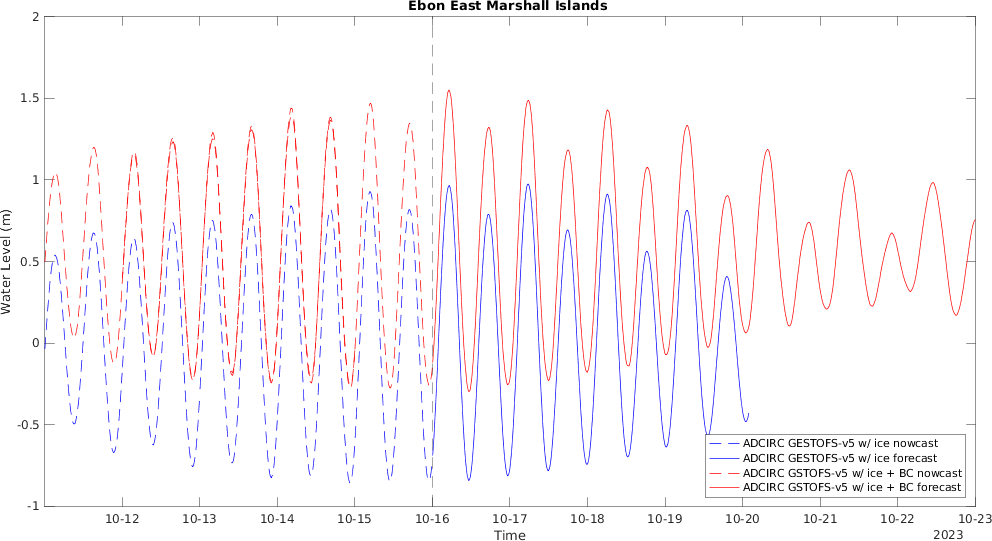 Ebon East Marshall Islands
2
1.5
1
0.5
0
-0.5
-1
Water Level (m)
10-12 10-13 10-14 10-15 10-16 10-17 10-18 10-19 10-20 10-21 10-22 10-23
Time
2023
ADCIRC GESTOFS-v5 w/ ice nowcast
ADCIRC GESTOFS-v5 w/ ice forecast
ADCIRC GSTOFS-v5 w/ ice + BC nowcast
ADCIRC GSTOFS-v5 w/ ice + BC forecast